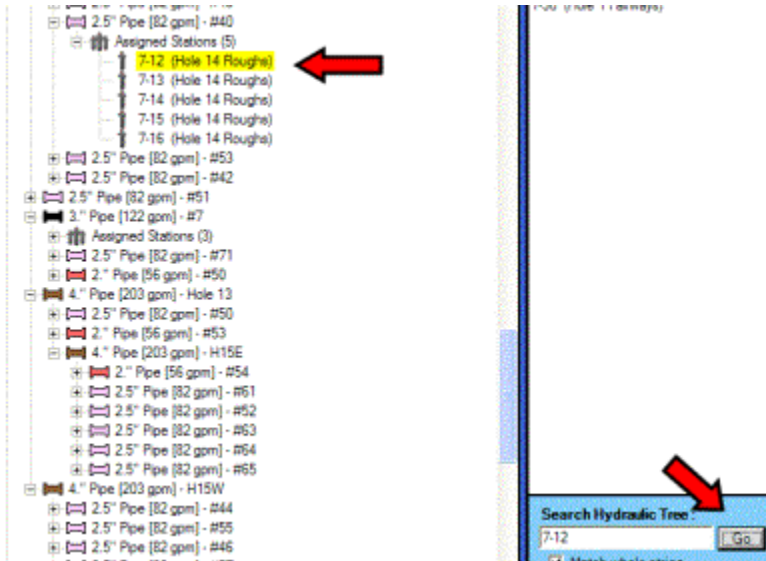 2.5" Pipe [82 gpm] - #40
Assigned Stations (5)
7-12 (Hole 14 Roughs)
7-13 (Hole 14 Roughs)
7-14 (Hole 14 Roughs)
7-15 (Hole 14 Roughs)
7-16 (Hole 14 Roughs)
2.5" Pipe [82 gpm] - #53
2.5" Pipe [82 gpm] - #42
2.5" Pipe [82 gpm] - #51
3." Pipe [122 gpm] - #7
Assigned Stations (3)
2.5" Pipe [82 gpm] - #71
2." Pipe [56 gpm] - #50
4." Pipe [203 gpm] - Hole 13
2.5" Pipe [82 gpm] - #50
2." Pipe [56 gpm] - #53
4." Pipe [203 gpm] - H15E
2." Pipe [56 gpm] - #54
2.5" Pipe [82 gpm] - #61
2.5" Pipe [82 gpm] - #52
2.5" Pipe [82 gpm] - #63
2.5" Pipe [82 gpm] - #64
2.5" Pipe [82 gpm] - #65
4." Pipe [203 gpm] - H15W
2.5" Pipe [82 gpm] - #44
2.5" Pipe [82 gpm] - #55
2.5" Pipe [82 gpm] - #46
Search Hydraulic Tree :
7-12
Go